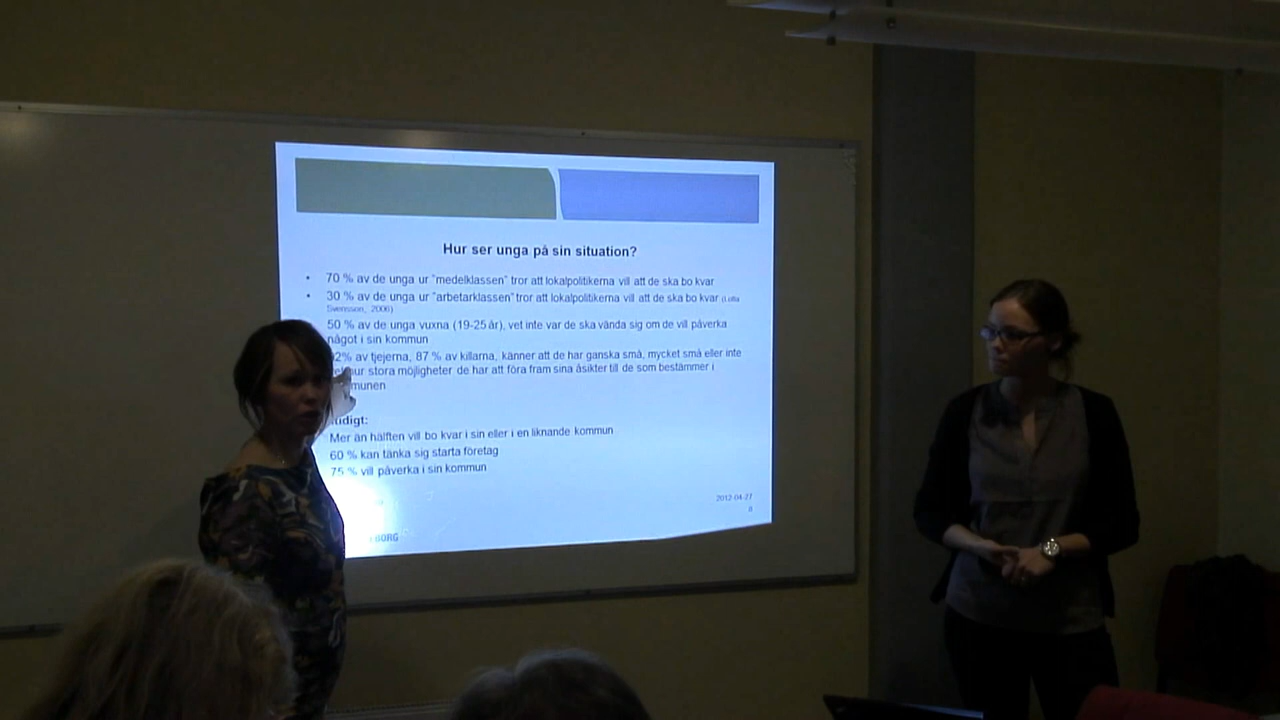 Hur ser unga på sin situation?
• 70 % av de unga ur "medelklassen" tror att lokalpolitikerna vill att de ska bo kvar
• 30 % av de unga ur "arbetarklassen" tror att lokalpolitikerna vill att de ska bo kvar
Svensson, 2006)
50 % av de unga vuxna (19-25 år), vet inte var de ska vända sig om de vill påverka
något i sin kommun
2% av tjejerna, 87 % av killarna, känner att de har ganska små, mycket små eller inte
stora möjligheter de har att föra fram sina åsikter till de som bestämmer i
munen
udigt:
Mer än hälften vill bo kvar i sin eller i en liknande kommun
60 % kan tänka sig starta företag
75 % vill påverka i sin kommun
2012-04-27
8
BORG